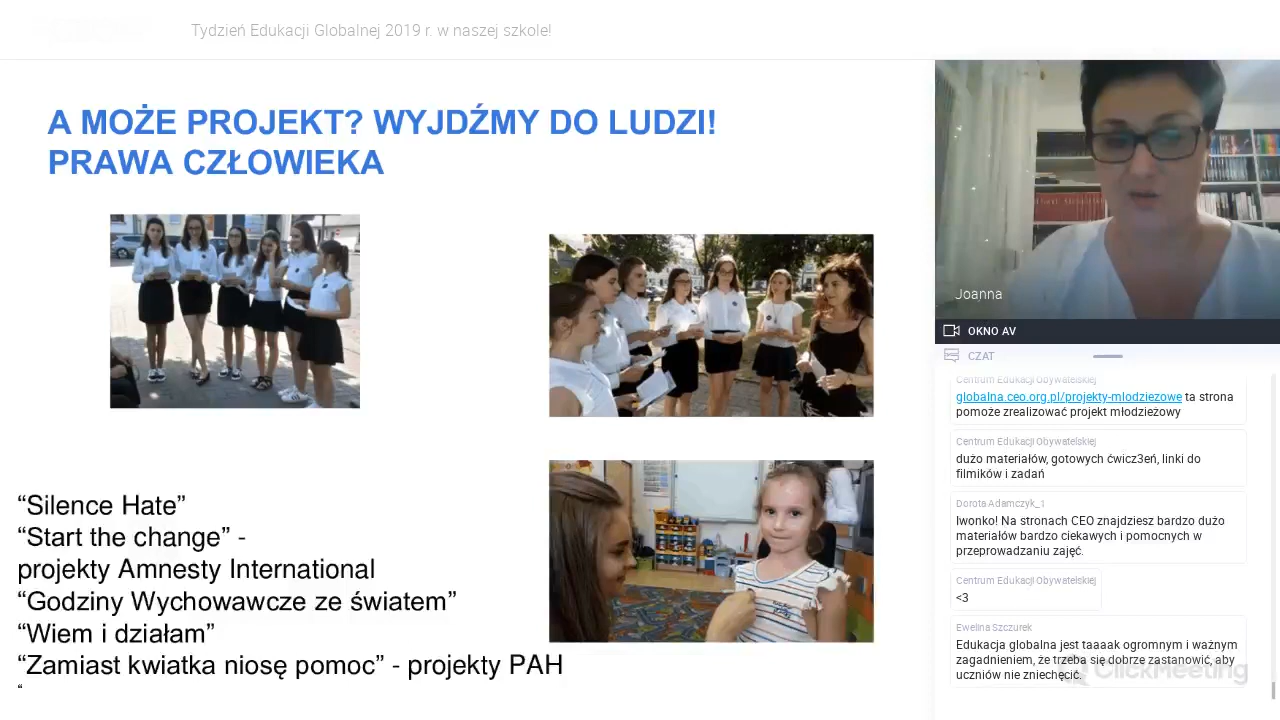 Tydzień Edukacji Globalnej 2019 r. w naszej szkole!
A MOŻE PROJEKT? WYJDŹMY DO LUDZI!
PRAWA CZŁOWIEKA
“Silence Hate”
“Start the change” -
projekty Amnesty International
“Godziny Wychowawcze ze światem”
“Wiem i działam”
“Zamiast kwiatka niosę pomoc” - projekty PAH
“
Joanna
OKNO AV
CZAT
Centrum Edukacji Obywatelskiej
globalna.ceo.org.pl/projekty-mlodziezowe ta strona
pomoże zrealizować projekt młodzieżowy
Centrum Edukacji Obywatelskiej
dużo materiałów, gotowych ćwicz3eń, linki do
filmików i zadań
Dorota Adamczyk_1
Iwonko! Na stronach CEO znajdziesz bardzo dużo
materiałów bardzo ciekawych i pomocnych w
przeprowadzaniu zajęć.
Centrum Edukacji Obywatelskiej
<3
Ewelina Szczurek
Edukacja globalna jest taaaak ogromnym i ważnym
zagadnieniem, że trzeba się dobrze zastanowić, aby
uczniów nie zniechęcić.
ClickMeeting